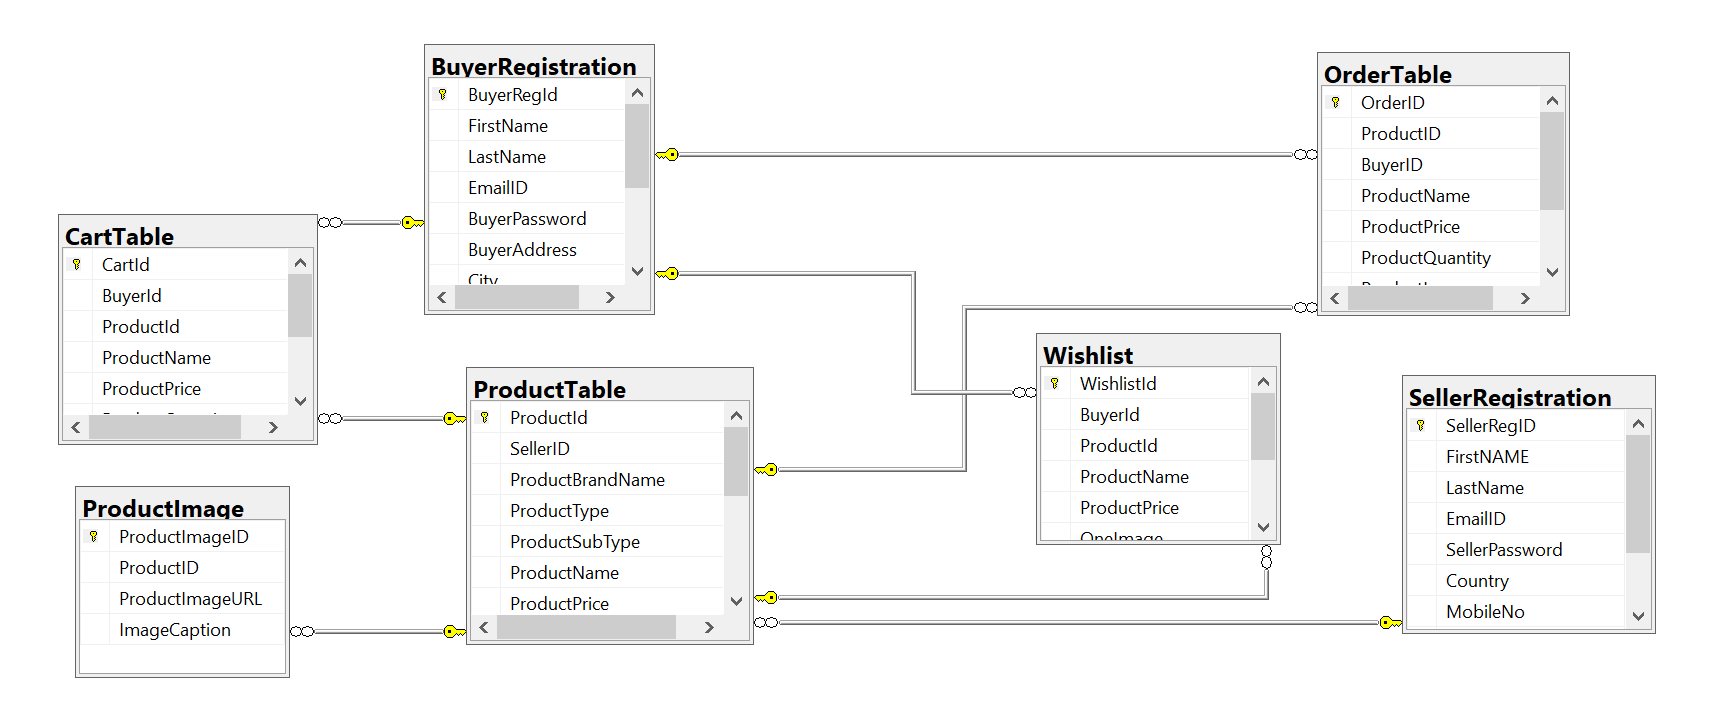 BuyerRegistration
BuyerRegId
FirstName
LastName
EmailID
BuyerPassword
BuyerAddress
City
OrderTable
OrderID
ProductID
BuyerID
ProductName
ProductPrice
ProductQuantity
CartTable
CartId
BuyerId
ProductId
ProductName
ProductPrice
ProductTable
ProductId
SellerID
ProductBrandName
ProductType
ProductSubType
ProductName
ProductPrice
Wishlist
WishlistId
BuyerId
ProductId
ProductName
ProductPrice
OneImage
SellerRegistration
SellerRegID
FirstNAME
LastName
EmailID
SellerPassword
Country
MobileNo
ProductImage
ProductImageID
ProductID
ProductImageURL
ImageCaption